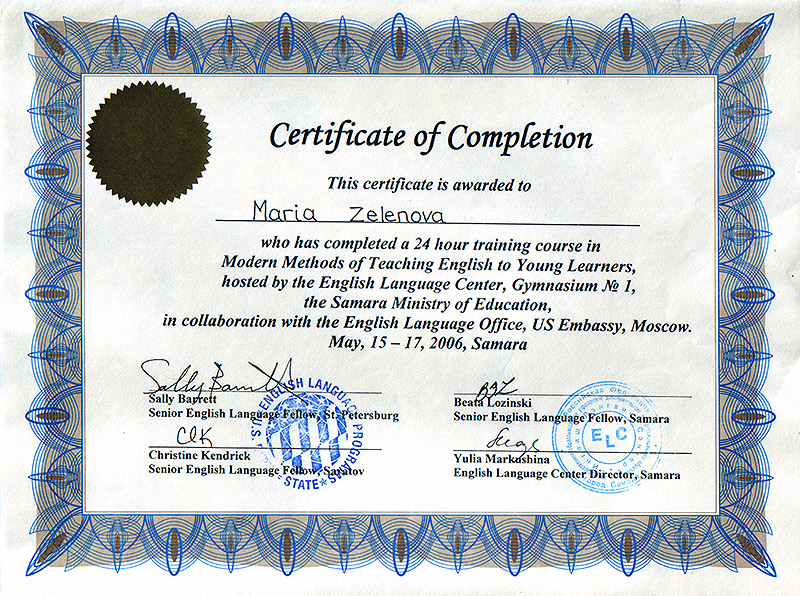 Certificate of Completion
This certificate is awarded to
Maria Zelenova
who has completed a 24 hour training course in
Modern Methods of Teaching English to Young Learners,
hosted by the English Language Center, Gymnasium № 1,
the Samara Ministry of Education,
in collaboration with the English Language Office, US Embassy, Moscow.
May, 15 – 17, 2006, Samara
Sally Barrett
Sally Barrett
Senior English Language Fellow, St. Petersburg
CLK
Christine Kendrick
Senior English Language Fellow, Saratov
Beata Lozinski
Senior English Language Fellow, Samara
Yulia Markushina
English Language Center Director, Samara
ENGLISH LANGUAGE PROGRAMS
STATE
ELC